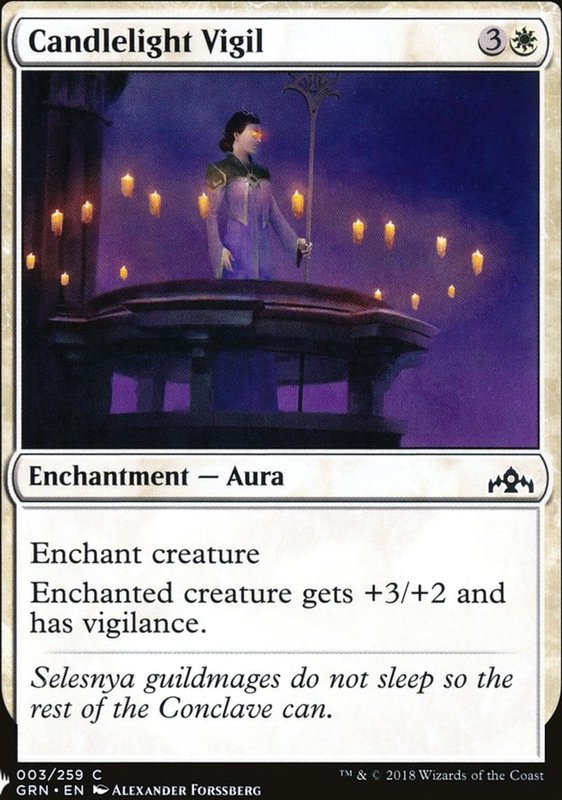 Candlelight Vigil 3
Enchantment — Aura
Enchant creature
Enchanted creature gets +3/+2 and
has vigilance.
Selesnya guildmages do not sleep so the
rest of the Conclave can.
003/259 C
GRN • EN Alexander Forssberg
™ & © 2018 Wizards of the Coast